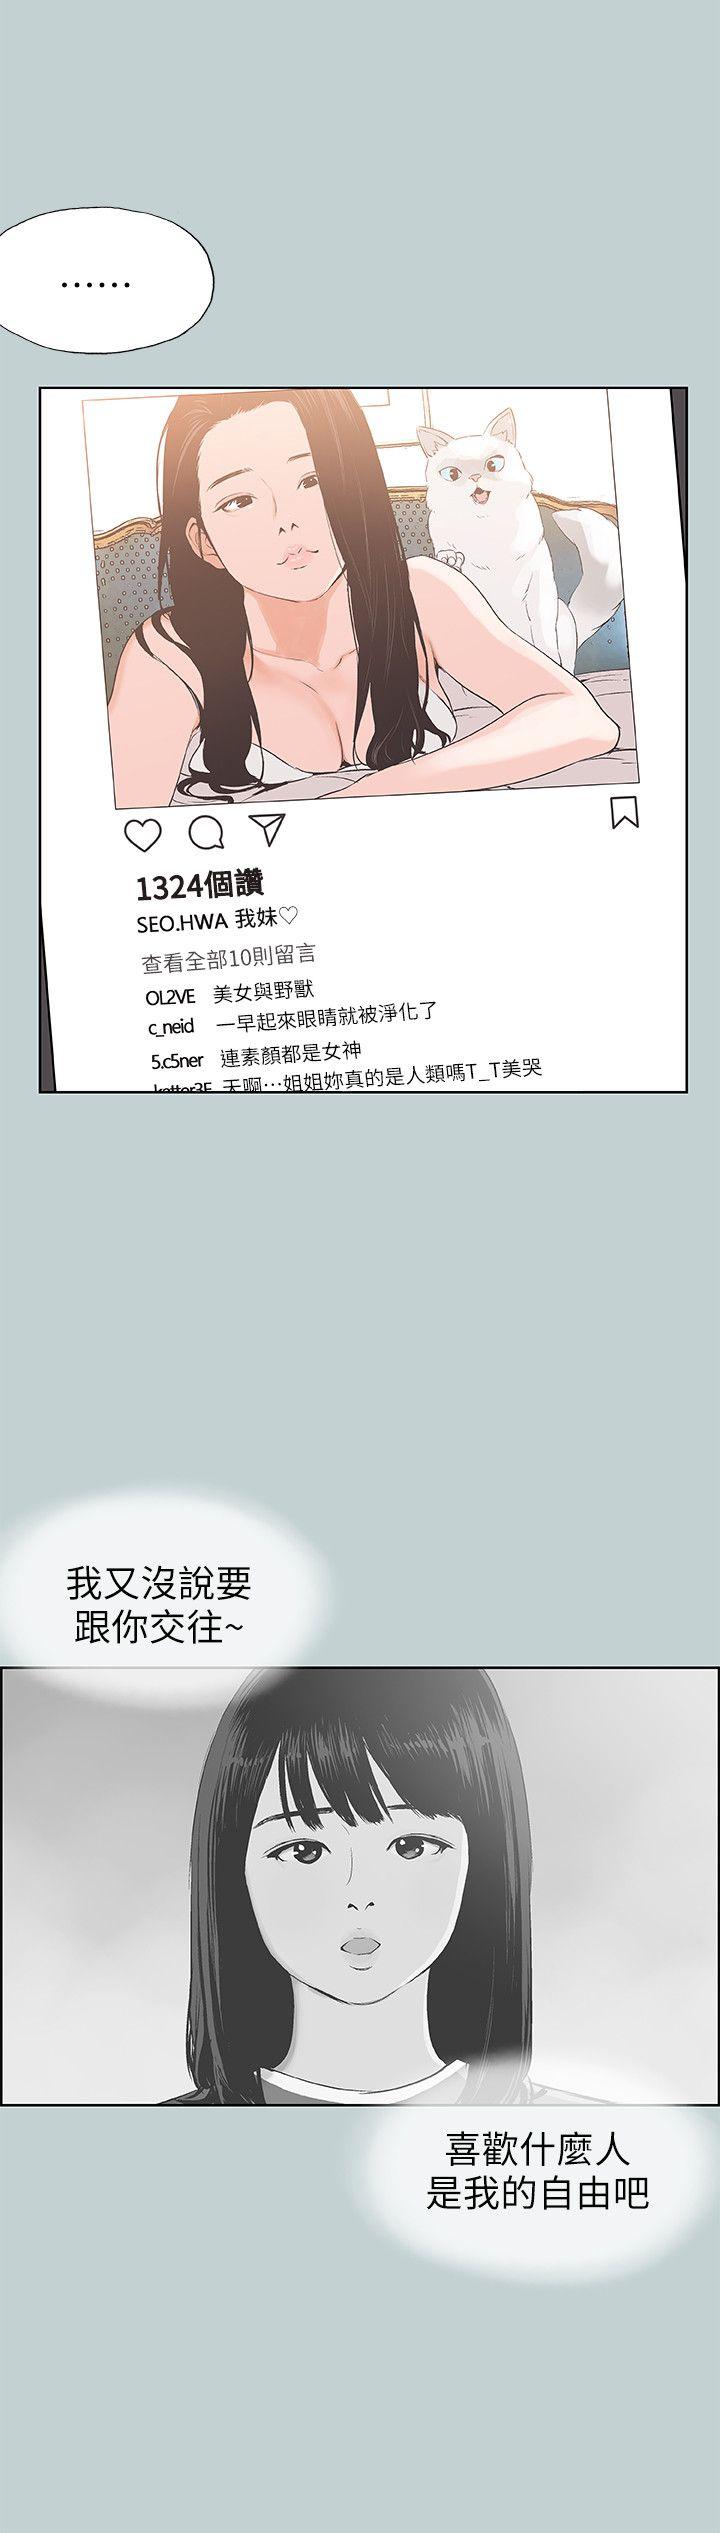 ······
1324個讚
SEO.HWA 我妹♡
查看全部10則留言
OL2VE 美女與野獸
c_neid 一早起來眼睛就被淨化了
5.c5ner 連素顏都是女神
天啊⋯姐姐妳真的是人類嗎T_T美哭
我又沒說要
跟你交往~
喜歡什麼人
是我的自由吧